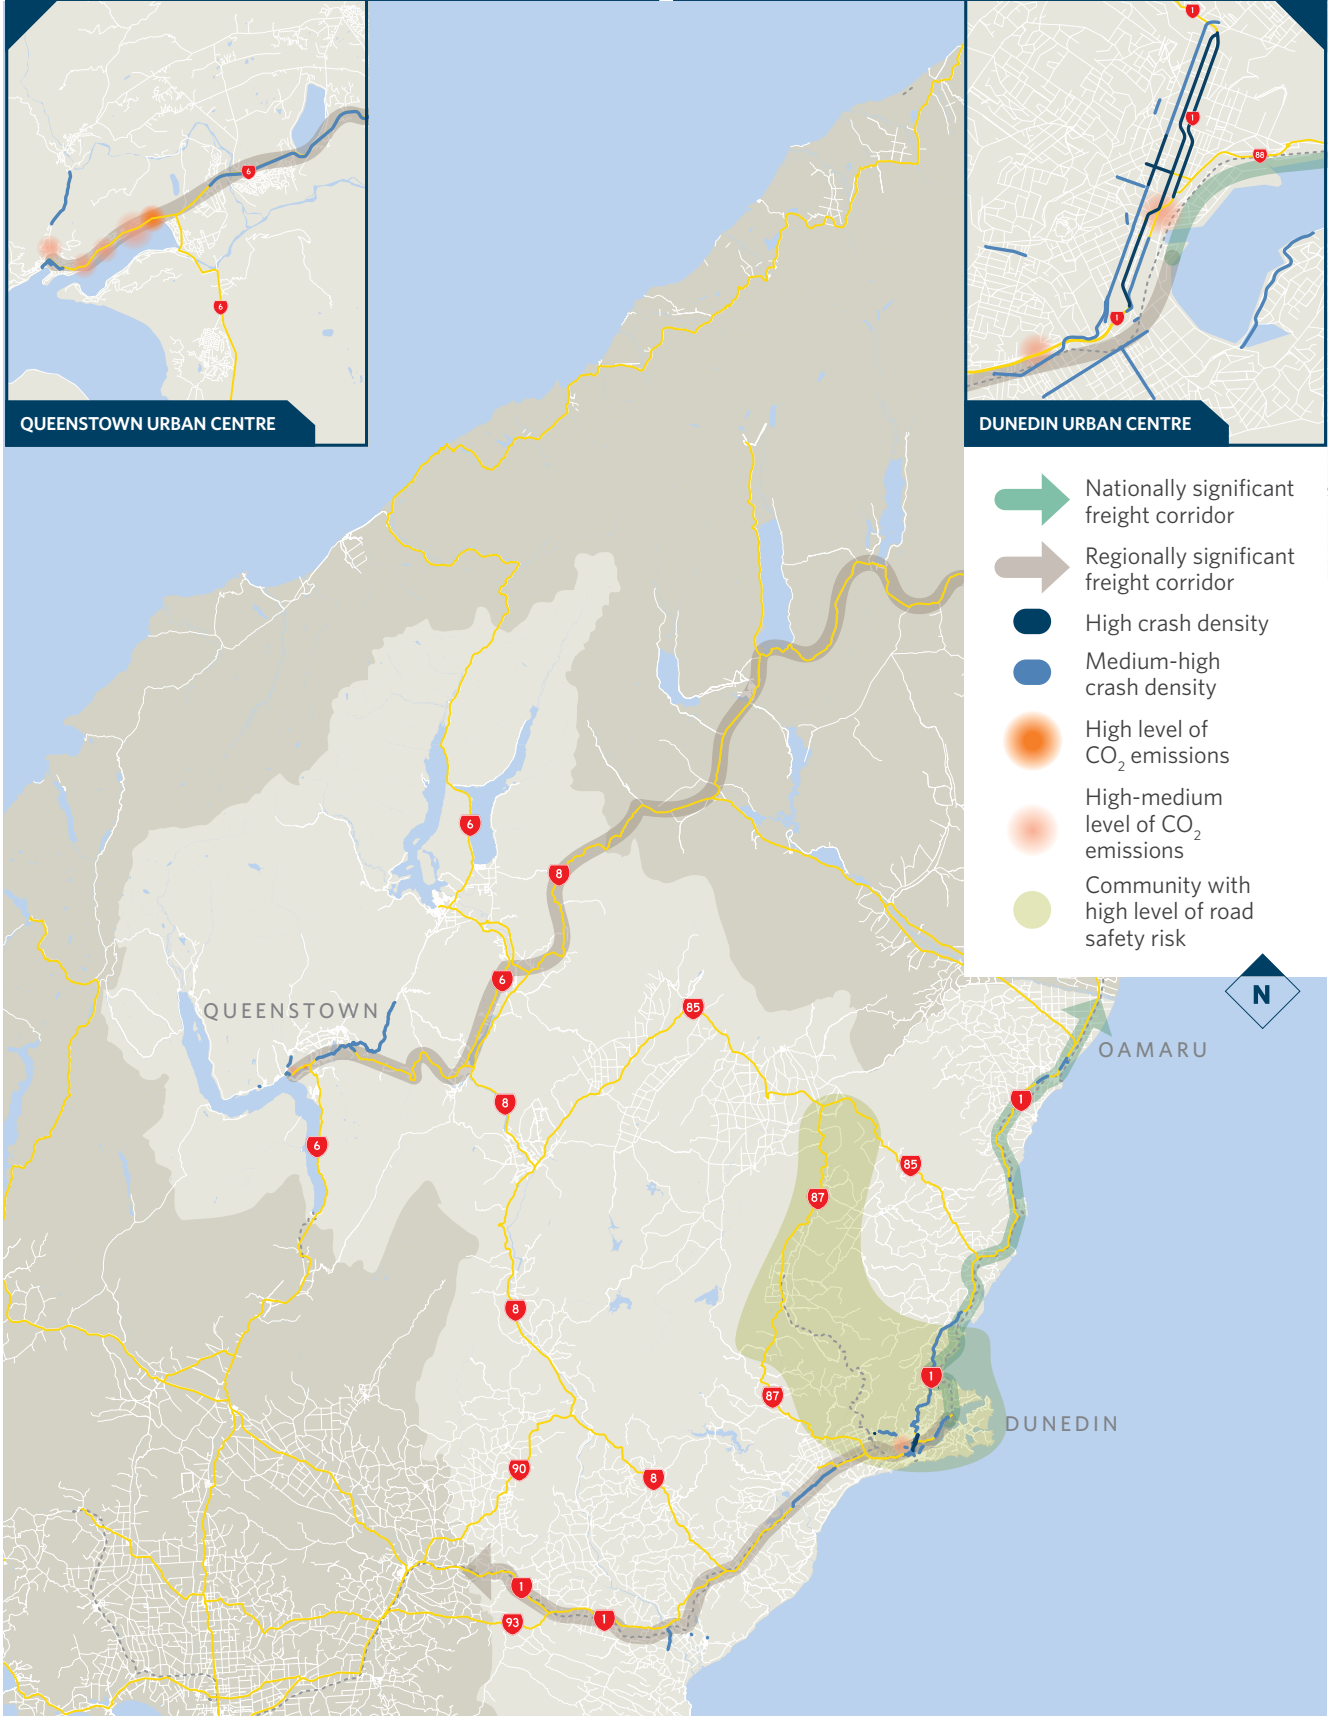 6
6
QUEENSTOWN URBAN CENTRE
1
1
88
1
DUNEDIN URBAN CENTRE
Nationally significant
freight corridor
Regionally significant
freight corridor
High crash density
Medium-high
crash density
High level of
CO2 emissions
High-medium
level of CO2
emissions
Community with
high level of road
safety risk
N
6
8
6
QUEENSTOWN
85
OAMARU
8
1
6
85
87
8
1
87
DUNEDIN
90
8
1
93
1